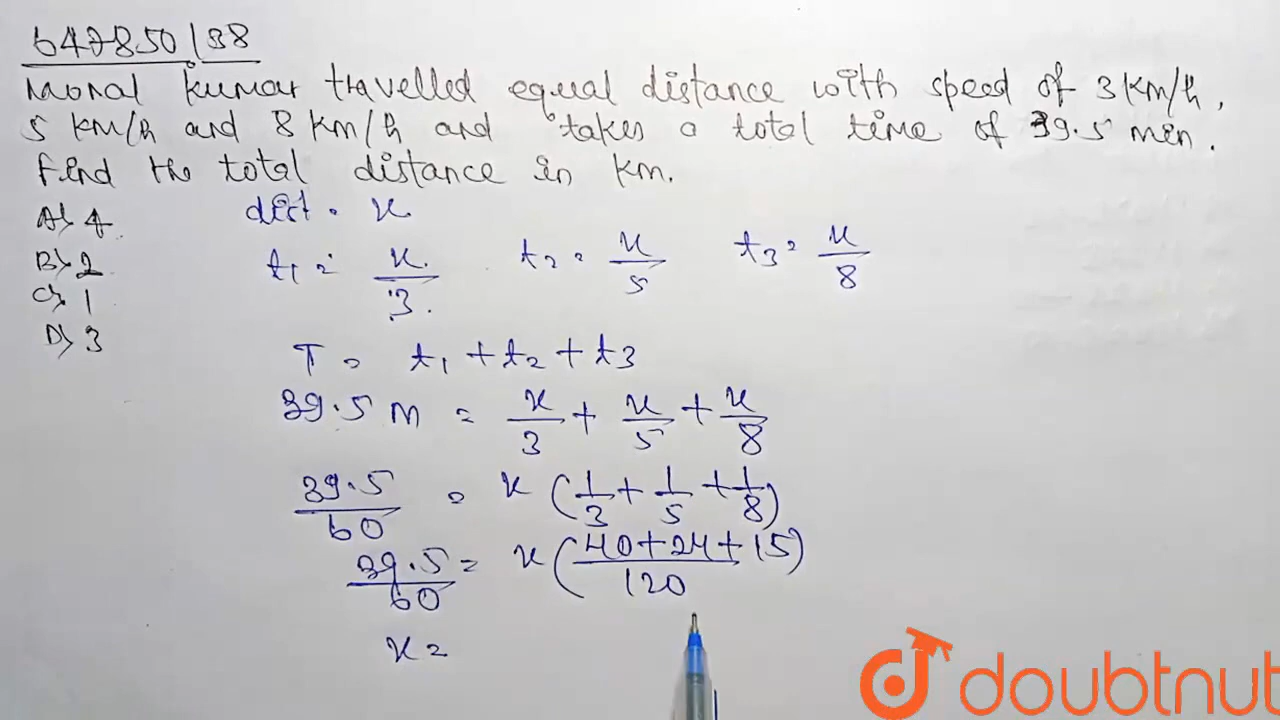 647850 | 38
Monal kumar travelled equal distance with speed of 3 km/h,
5 km/h and 8 km/h and takes a total time of 39.5 min.
Find the total distance in km.
A) 4
B) 2
C) 1
D) 3
dist = x
t1 = x/3 t2 = x/5 t3 = x/8
T = t1 + t2 + t3
39.5 M = x/3 + x/5 + x/8
39.5/60 = x (1/3 + 1/5 + 1/8)
39.5/60 = x (40+24+15/120)
x =
doubtnut